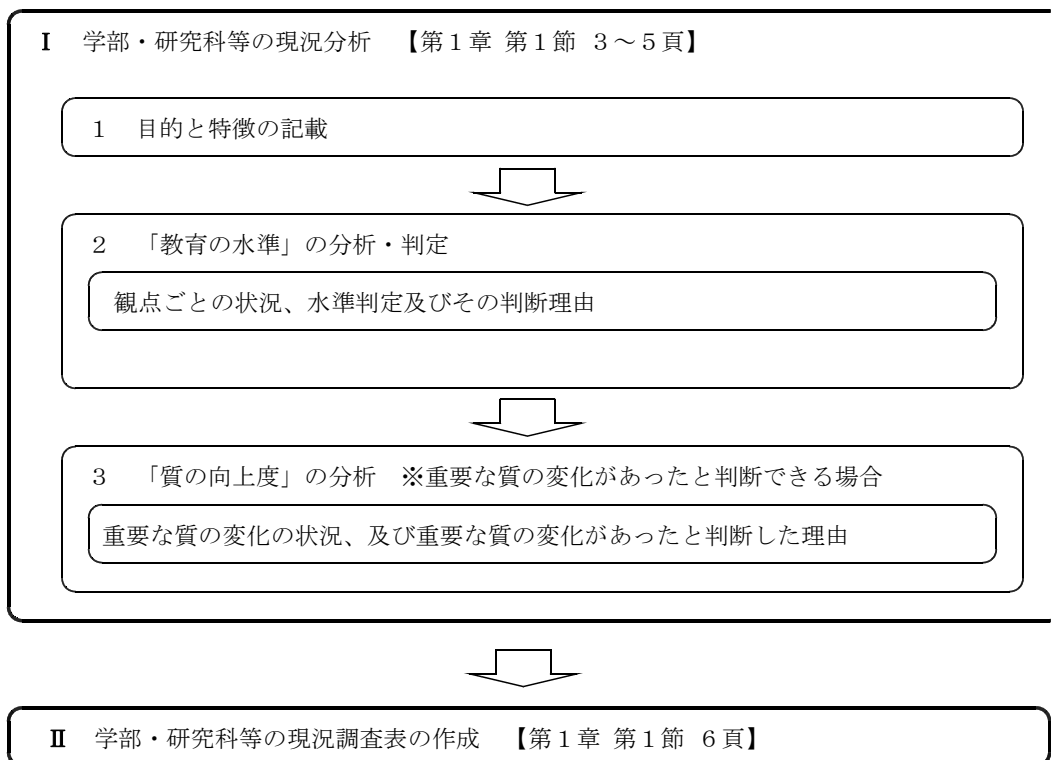 Ⅰ 学部・研究科等の現況分析 【第1章 第1節 3~5頁】
1 目的と特徴の記載
2 「教育の水準」の分析・判定
観点ごとの状況、水準判定及びその判断理由
3 「質の向上度」の分析 ※重要な質の変化があったと判断できる場合
重要な質の変化の状況、及び重要な質の変化があったと判断した理由
Ⅱ 学部・研究科等の現況調査表の作成 【第1章 第1節 6頁】